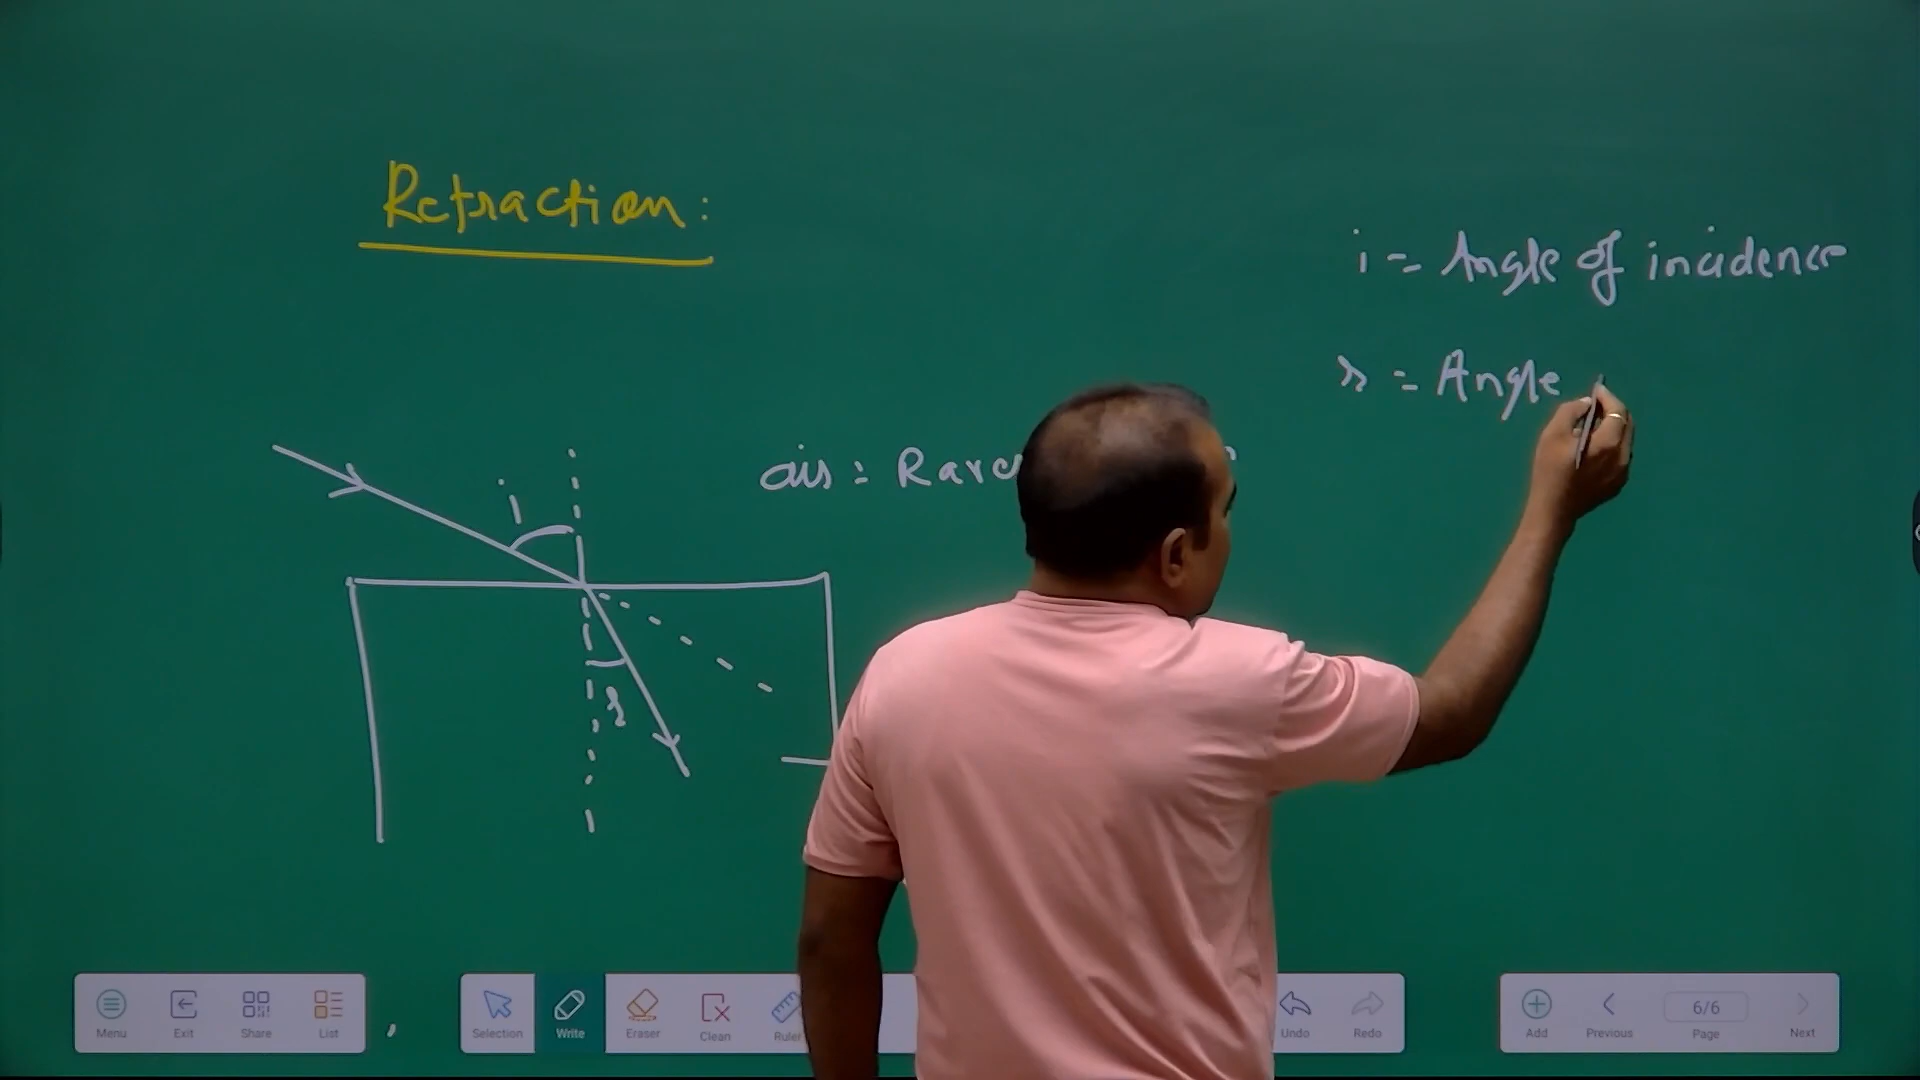 Refraction:
i = Angle of incidence
r = Angle
i
air = Rare
r
Menu
Exit
Share
List
Selection
Write
Eraser
Clean
Ruler
Undo
Redo
Add
Previous
6/6
Page
Next